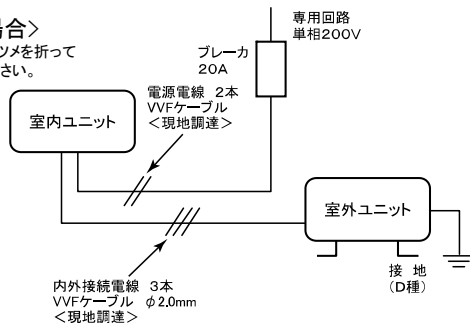 場合>
ツメを折って
さい。
専用回路
単相200V
ブレーカ
20A
電源電線 2本
VVFケーブル
<現地調達>
室内ユニット
室外ユニット
接 地
(D種)
内外接続電線 3本
VVFケーブル φ2.0mm
<現地調達>